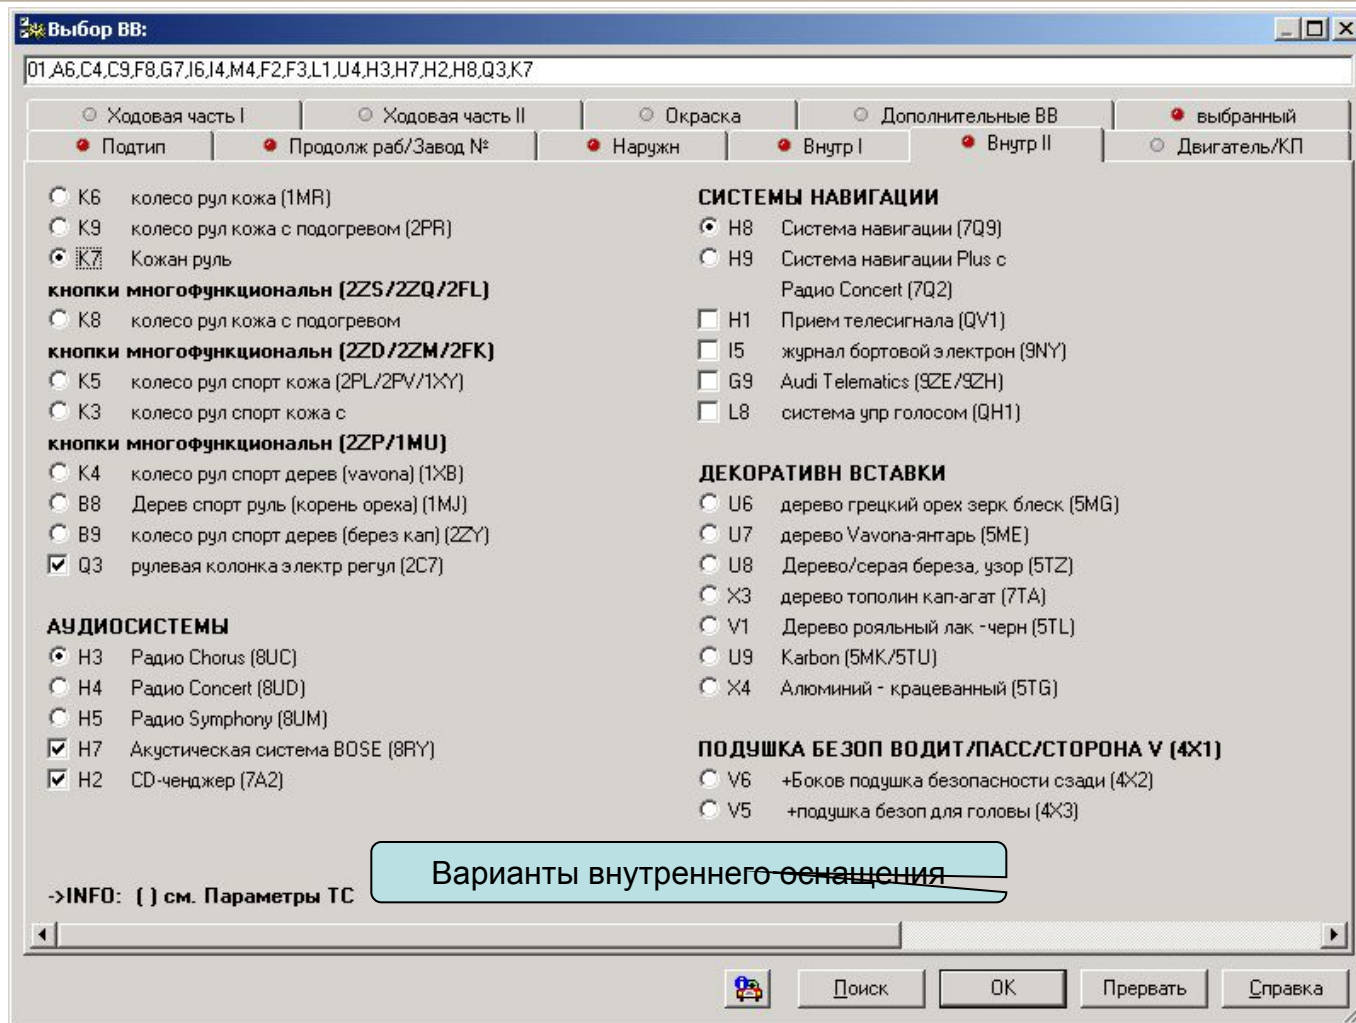 Выбор ВВ:
01,A6,C4,C9,F8,G7,I6,I4,M4,F2,F3,L1,U4,H3,H7,H2,H8,Q3,K7
Ходовая часть I
Ходовая часть II
Окраска
Дополнительные ВВ
выбранный
Подтип
Продолж раб/Завод №
Наружн
Внутр I
Внутр II
Двигатель/КП
K6 колесо рул кожа (1MR)
K9 колесо рул кожа с подогревом (2PR)
K7 Кожан руль
кнопки многофункциональн (2ZS/2ZQ/2FL)
K8 колесо рул кожа с подогревом
кнопки многофункциональн (2ZD/2ZM/2FK)
K5 колесо рул спорт кожа (2PL/2PV/1XY)
K3 колесо рул спорт кожа с
кнопки многофункциональн (2ZP/1MU)
K4 колесо рул спорт дерев (vavona) (1XB)
B8 Дерев спорт руль (корень ореха) (1MJ)
B9 колесо рул спорт дерев (берез кап) (2ZY)
Q3 рулевая колонка электр регул (2C7)
АУДИОСИСТЕМЫ
H3 Радио Chorus (8UC)
H4 Радио Concert (8UD)
H5 Радио Symphony (8UM)
H7 Акустическая система BOSE (8RY)
H2 CD-ченджер (7A2)
->INFO: ( ) см. Параметры ТС
СИСТЕМЫ НАВИГАЦИИ
H8 Система навигации (7Q9)
H9 Система навигации Plus с
Радио Concert (7Q2)
H1 Прием телесигнала (QV1)
I5 журнал бортовой электрон (9NY)
G9 Audi Telematics (9ZE/9ZH)
L8 система упр голосом (QH1)
ДЕКОРАТИВН ВСТАВКИ
U6 дерево грецкий орех зерк блеск (5MG)
U7 дерево Vavona-янтарь (5ME)
U8 Дерево/серая береза, узор (5TZ)
X3 дерево тополин кап-агат (7TA)
V1 Дерево рояльный лак -черн (5TL)
U9 Karbon (5MK/5TU)
X4 Алюминий - крацеванный (5TG)
ПОДУШКА БЕЗОП ВОДИТ/ПАСС/СТОРОНА V (4X1)
V6 +Боков подушка безопасности сзади (4X2)
V5 +подушка безоп для головы (4X3)
Варианты внутреннего оснащения
Поиск
OK
Прервать
Справка